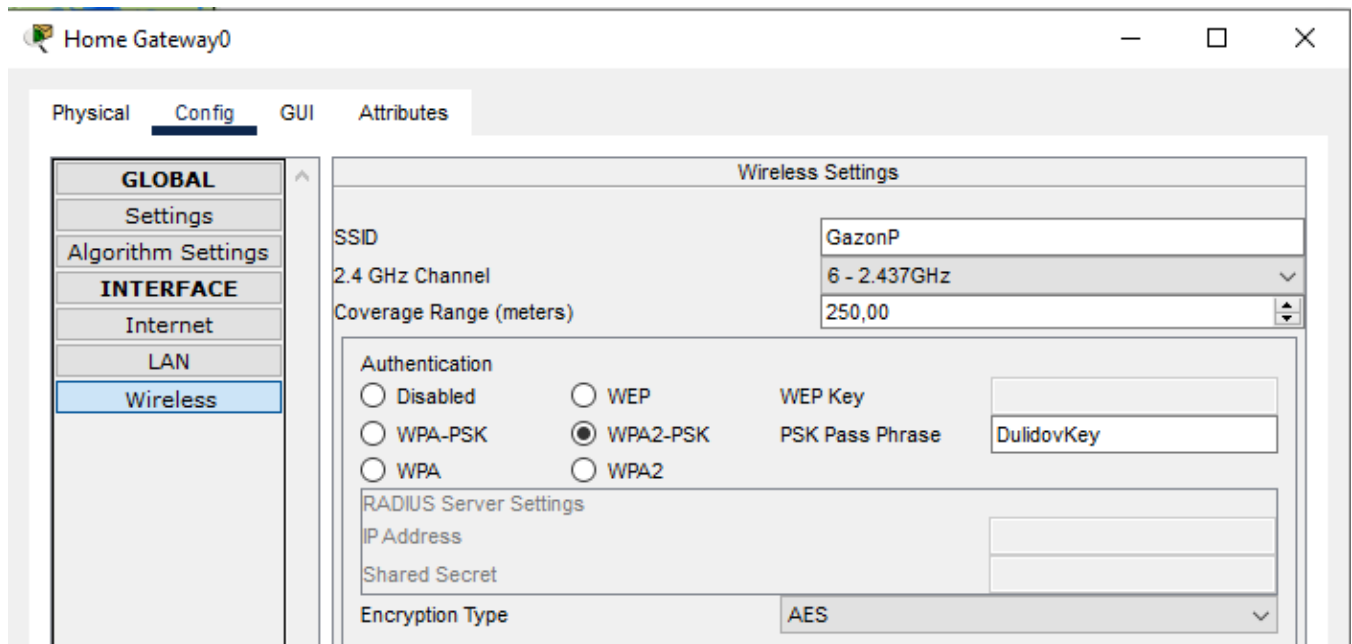 Home Gateway0
Physical Config GUI Attributes
GLOBAL
Settings
Algorithm Settings
INTERFACE
Internet
LAN
Wireless
Wireless Settings
SSID GazonP
2.4 GHz Channel 6 - 2.437GHz
Coverage Range (meters) 250,00
Authentication
Disabled WEP WEP Key
WPA-PSK WPA2-PSK PSK Pass Phrase DulidovKey
WPA WPA2
RADIUS Server Settings
IP Address
Shared Secret
Encryption Type AES